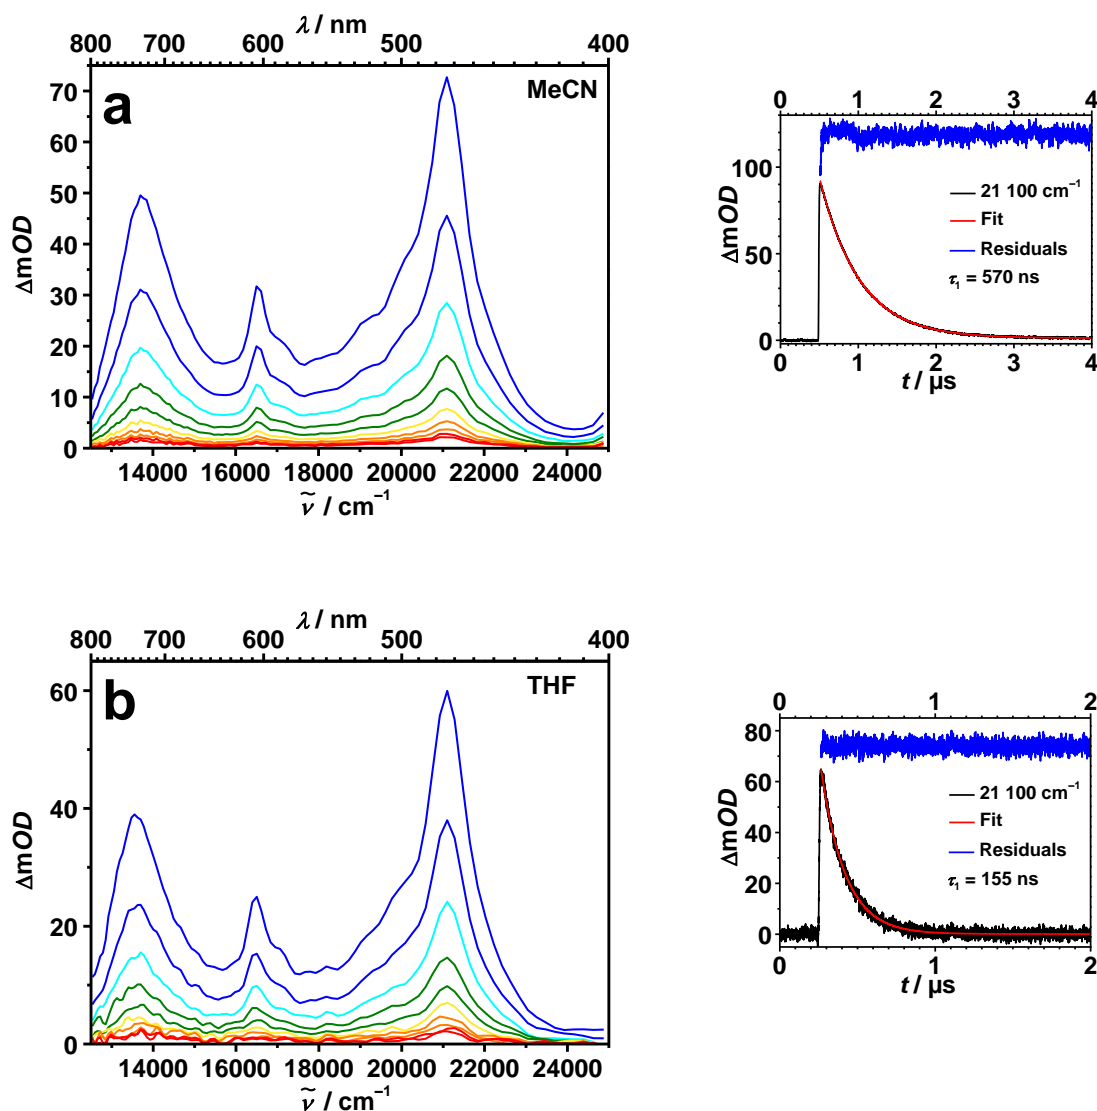 λ / nm
800 700 600 500 400
a
MeCN
70
60
50
40
30
20
10
0
ΔmOD
14000 16000 18000 20000 22000 24000
ν̃ / cm⁻¹
0 1 2 3 4
100
50
0
ΔmOD
21 100 cm⁻¹
Fit
Residuals
τ₁ = 570 ns
0 1 2 3 4
t / µs
λ / nm
800 700 600 500 400
b
THF
60
40
20
0
ΔmOD
14000 16000 18000 20000 22000 24000
ν̃ / cm⁻¹
0 1 2
80
60
40
20
0
ΔmOD
21 100 cm⁻¹
Fit
Residuals
τ₁ = 155 ns
0 1 2
t / µs